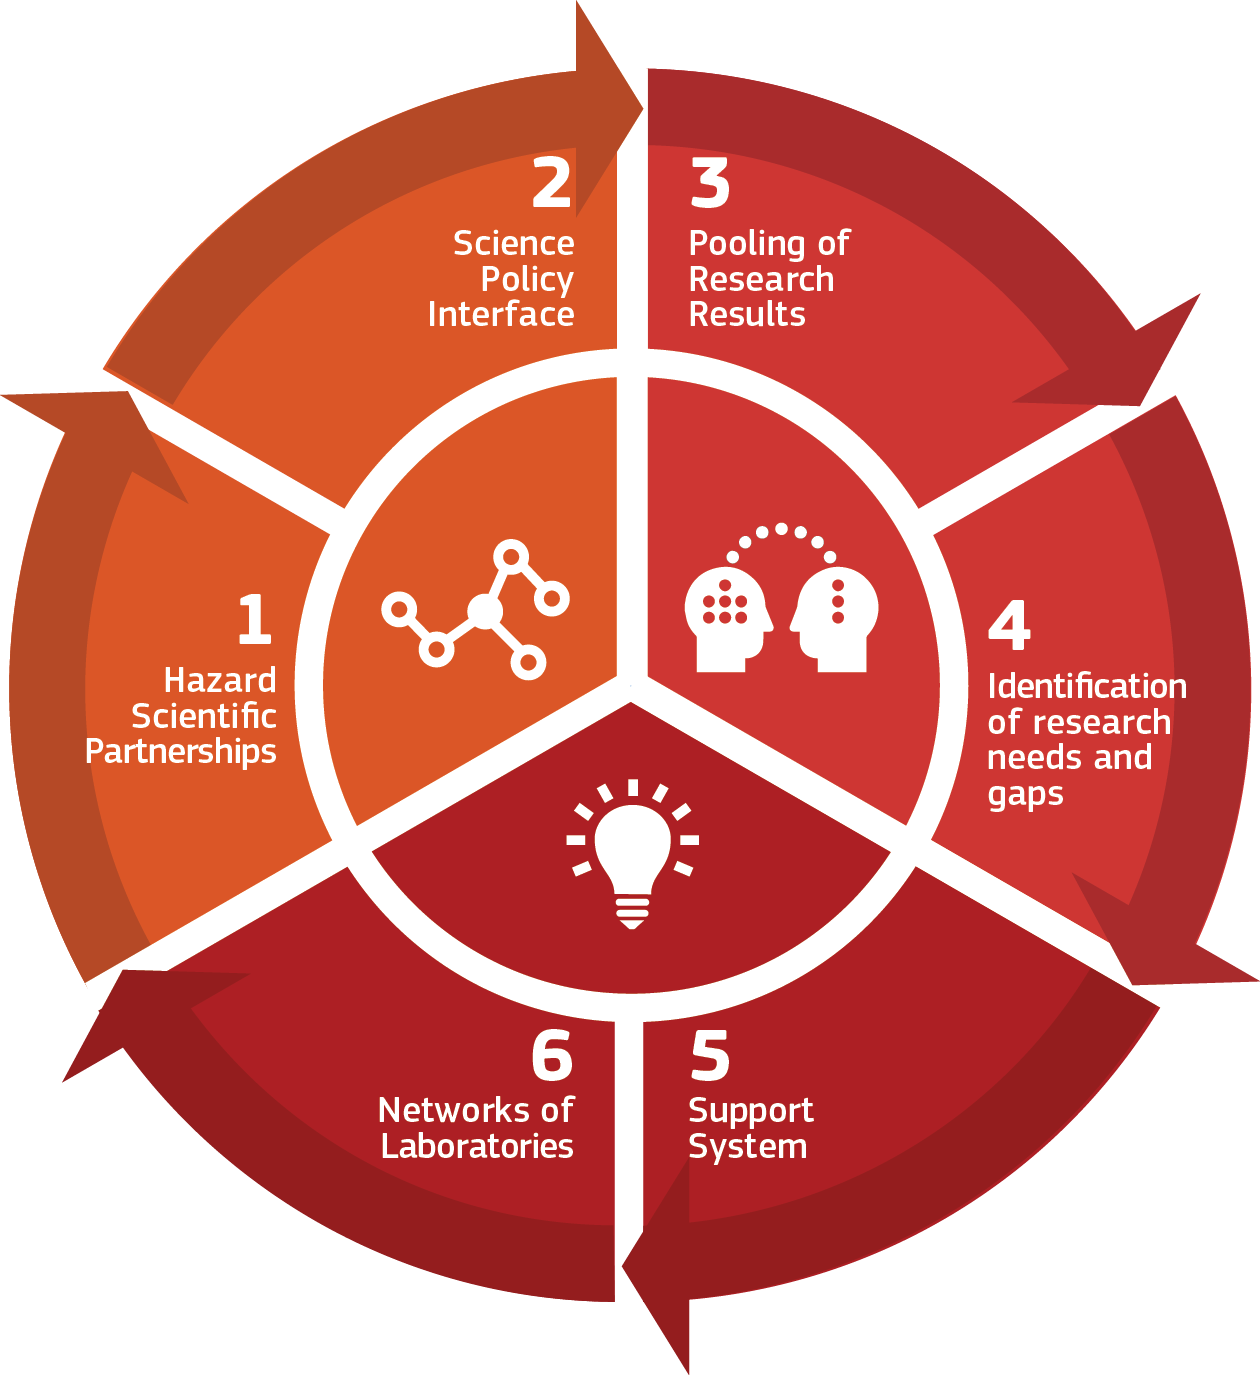 1
Hazard
Scientific
Partnerships
2
Science
Policy
Interface
3
Pooling of
Research
Results
4
Identification
of research
needs and
gaps
5
Support
System
6
Networks of
Laboratories